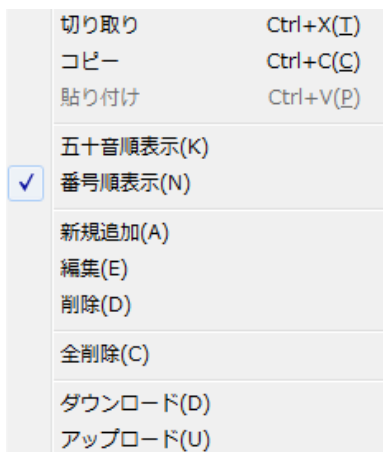 切り取り Ctrl+X(T)
コピー Ctrl+C(C)
貼り付け Ctrl+V(P)
五十音順表示(K)
番号順表示(N)
新規追加(A)
編集(E)
削除(D)
全削除(C)
ダウンロード(D)
アップロード(U)